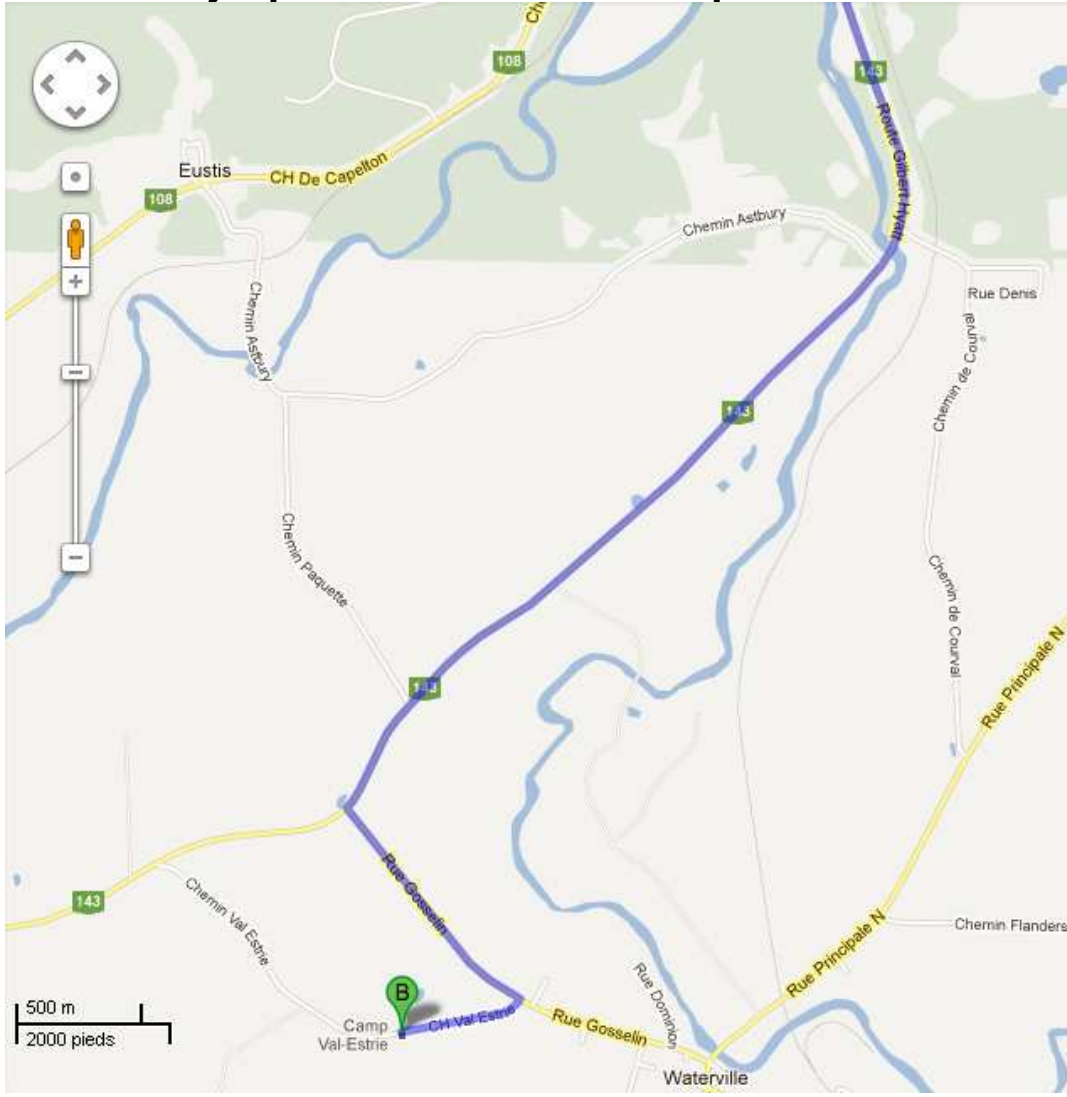 108
143
Route Gilbert-Hyatt
Eustis
CH De Capelton
108
Chemin Astbury
Rue Denis
Chemin Astbury
Chemin de Courval
143
Chemin Paquette
Chemin de Courval
Rue Principale N
143
Rue Gosselin
143
Chemin Val Estrie
Rue Principale N
Chemin Flanders
Rue Dominion
B
CH Val Estrie
Rue Gosselin
Camp
Val-Estrie
500 m
2000 pieds
Waterville